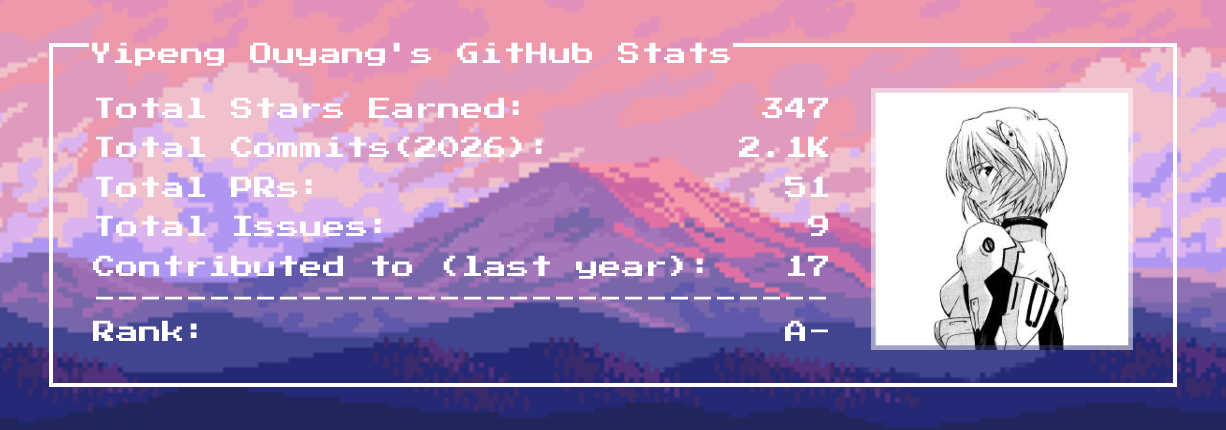 Yipeng Ouyang's GitHub Stats
Total Stars Earned: 347
Total Commits(2026): 2.1K
Total PRs: 51
Total Issues: 9
Contributed to (last year): 17
--------------------------------
Rank: A-